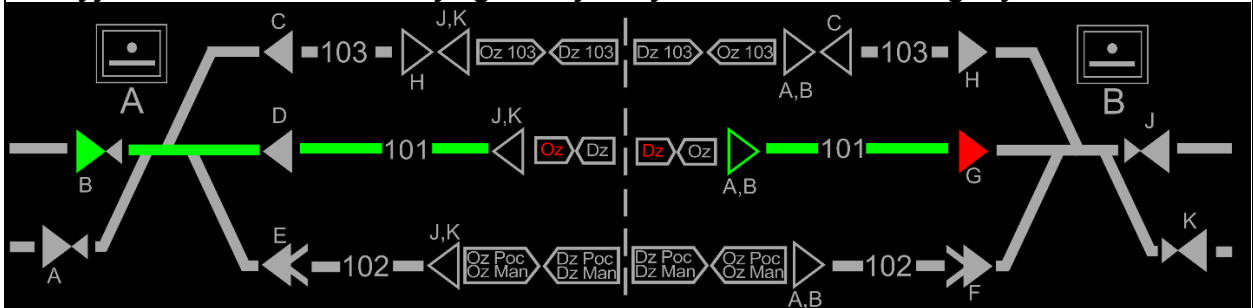 C
J,K
103
H
Oz 103
Dz 103
Dz 103
Oz 103
A,B
C
103
H
A
B
D
J,K
101
Oz
Dz
Dz
Oz
A,B
101
G
J
B
A
E
J,K
102
Oz Poc
Oz Man
Dz Poc
Dz Man
Dz Poc
Dz Man
Oz Poc
Oz Man
A,B
102
F
K